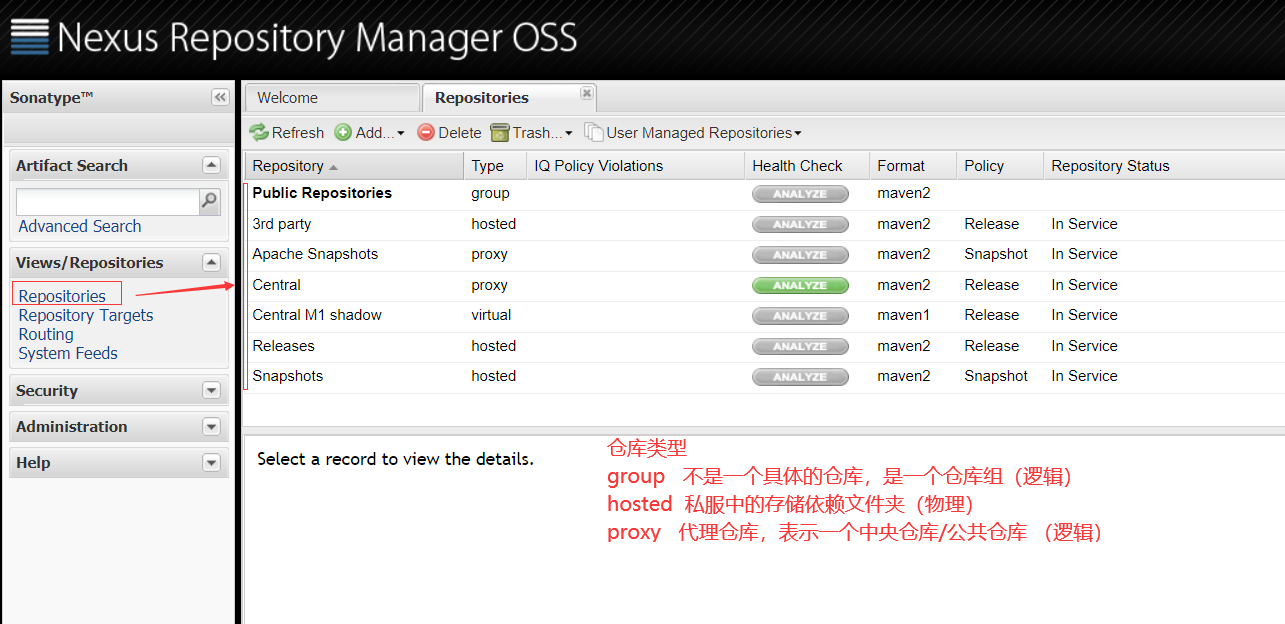 Nexus Repository Manager OSS
Sonatype™
Welcome
Repositories
Refresh Add... Delete Trash... User Managed Repositories
Artifact Search
Advanced Search
Views/Repositories
Repositories
Repository Targets
Routing
System Feeds
Security
Administration
Help
Repository Type IQ Policy Violations Health Check Format Policy Repository Status
Public Repositories group ANALYZE maven2
3rd party hosted ANALYZE maven2 Release In Service
Apache Snapshots proxy ANALYZE maven2 Snapshot In Service
Central proxy ANALYZE maven2 Release In Service
Central M1 shadow virtual ANALYZE maven1 Release In Service
Releases hosted ANALYZE maven2 Release In Service
Snapshots hosted ANALYZE maven2 Snapshot In Service
Select a record to view the details.
仓库类型
group 不是一个具体的仓库，是一个仓库组（逻辑）
hosted 私服中的存储依赖文件夹（物理）
proxy 代理仓库，表示一个中央仓库/公共仓库 （逻辑）